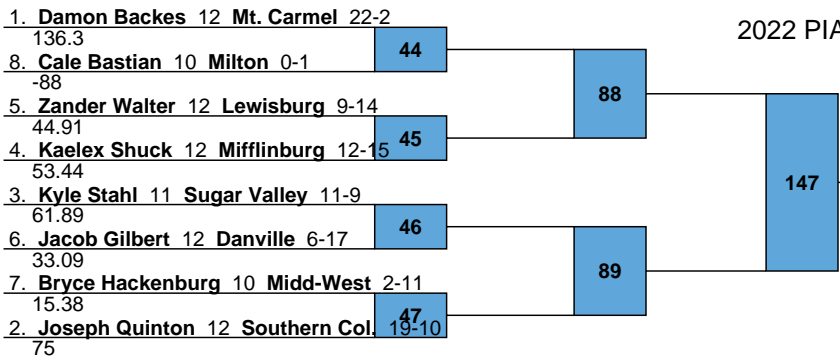 1. Damon Backes 12 Mt. Carmel 22-2
136.3
8. Cale Bastian 10 Milton 0-1
-88
5. Zander Walter 12 Lewisburg 9-14
44.91
4. Kaelex Shuck 12 Mifflinburg 12-15
53.44
3. Kyle Stahl 11 Sugar Valley 11-9
61.89
6. Jacob Gilbert 12 Danville 6-17
33.09
7. Bryce Hackenburg 10 Midd-West 2-11
15.38
2. Joseph Quinton 12 Southern Col. 19-10
75
44
45
46
47
88
89
147
2022 PIA